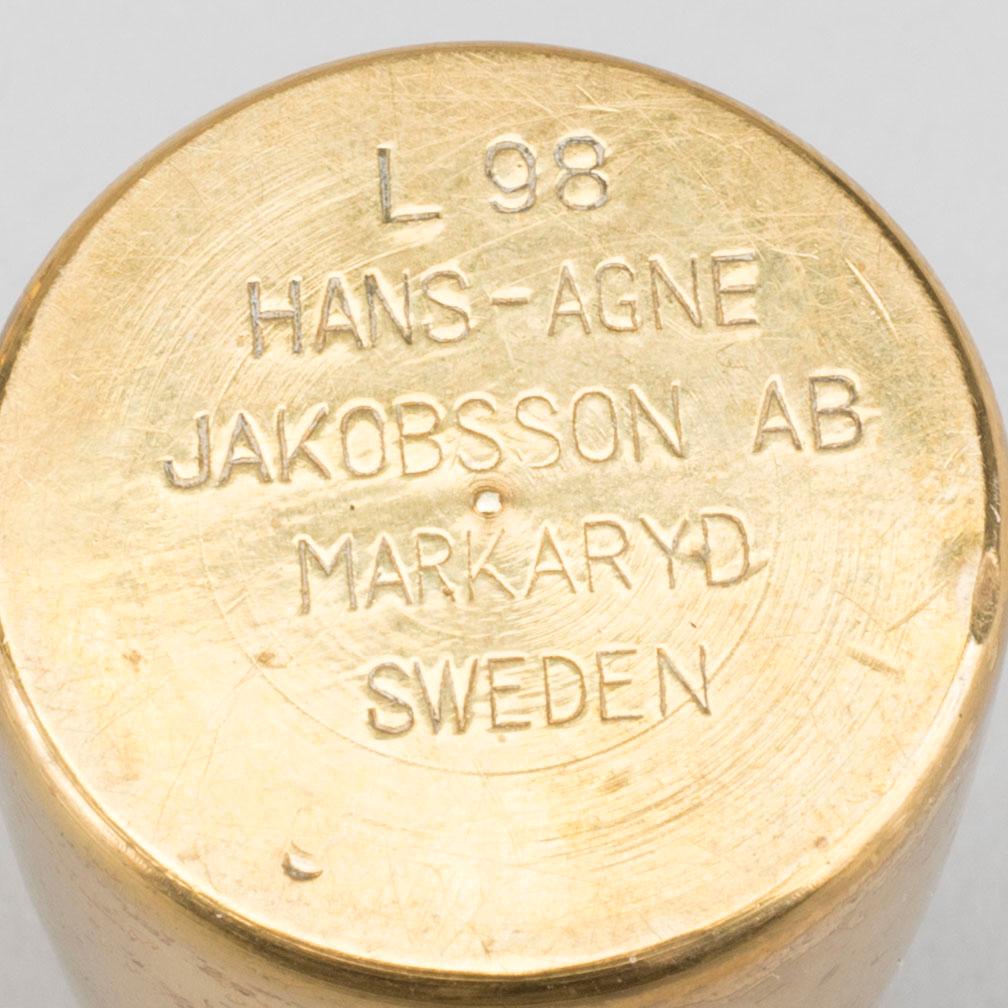 L 98
HANS-AGNE
JAKOBSSON AB
MARKARYD
SWEDEN